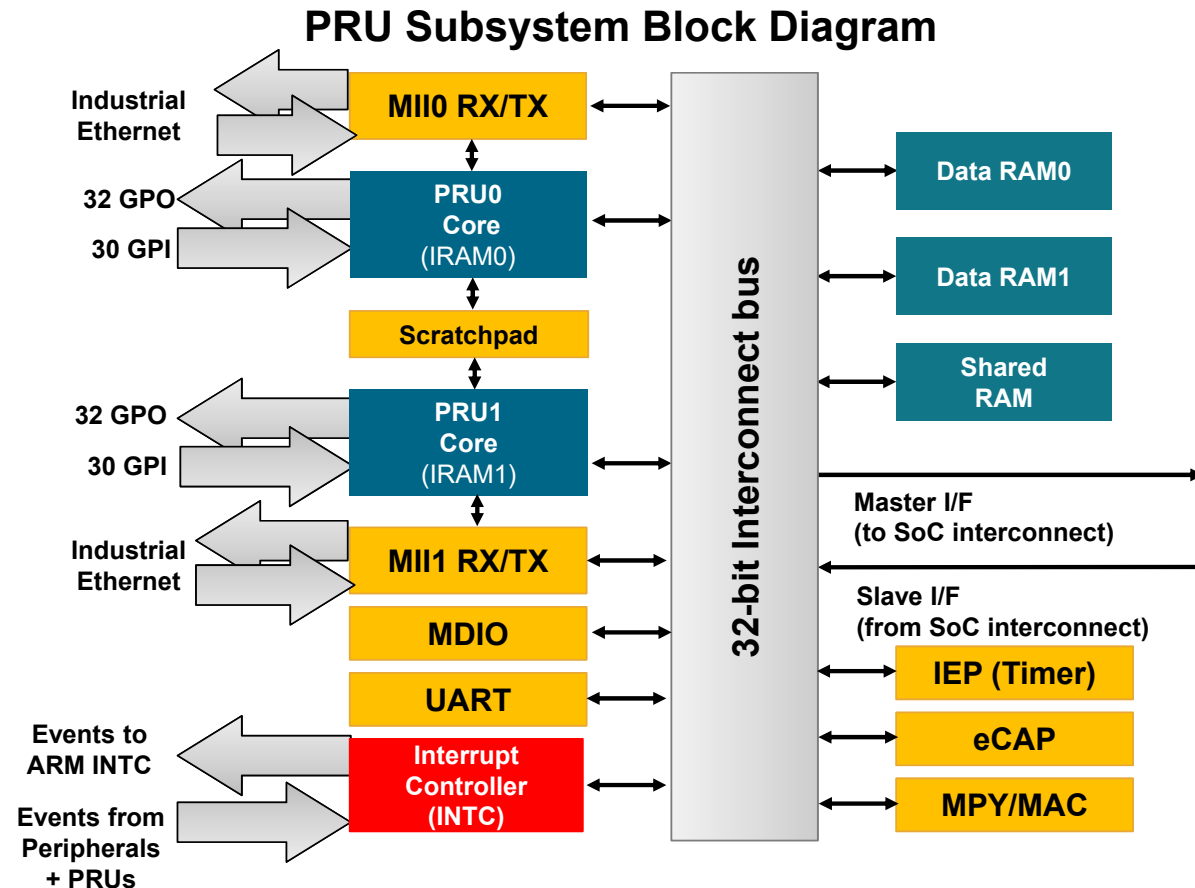 PRU Subsystem Block Diagram
Industrial
Ethernet
MII0 RX/TX
32 GPO
30 GPI
PRU0
Core
(IRAM0)
Scratchpad
32 GPO
30 GPI
PRU1
Core
(IRAM1)
Industrial
Ethernet
MII1 RX/TX
MDIO
UART
Events to
ARM INTC
Events from
Peripherals
+ PRUs
Interrupt
Controller
(INTC)
32-bit Interconnect bus
Data RAM0
Data RAM1
Shared
RAM
Master I/F
(to SoC interconnect)
Slave I/F
(from SoC interconnect)
IEP (Timer)
eCAP
MPY/MAC